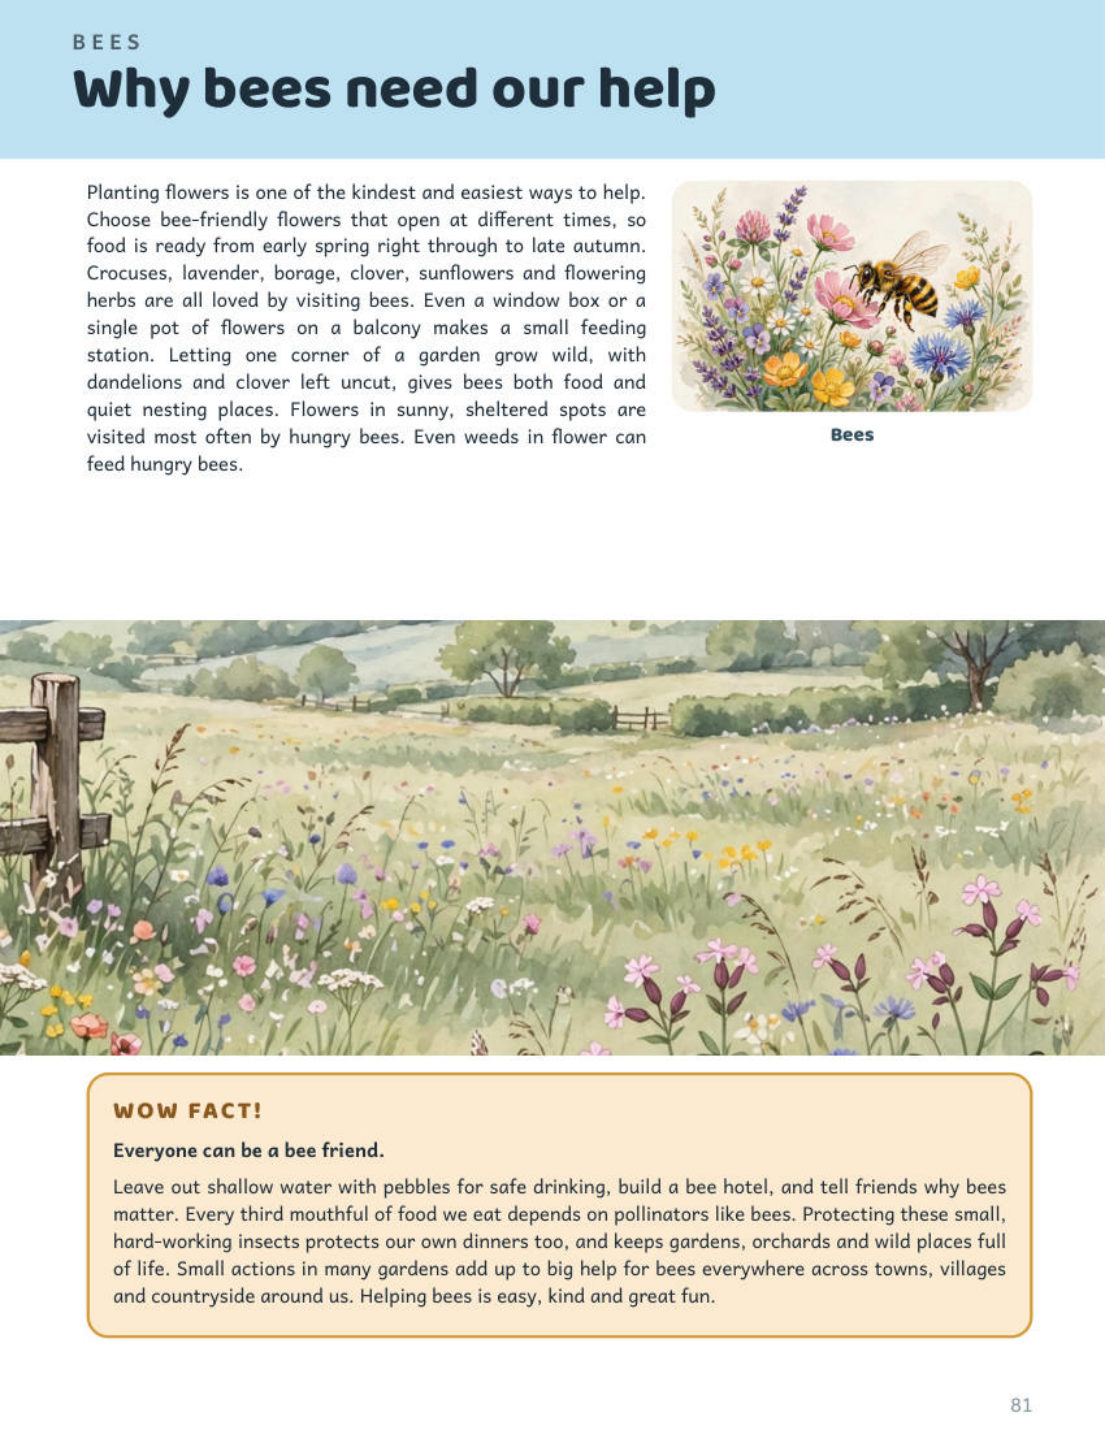 BEES
Why bees need our help
Planting flowers is one of the kindest and easiest ways to help.
Choose bee-friendly flowers that open at different times, so
food is ready from early spring right through to late autumn.
Crocuses, lavender, borage, clover, sunflowers and flowering
herbs are all loved by visiting bees. Even a window box or a
single pot of flowers on a balcony makes a small feeding
station. Letting one corner of a garden grow wild, with
dandelions and clover left uncut, gives bees both food and
quiet nesting places. Flowers in sunny, sheltered spots are
visited most often by hungry bees. Even weeds in flower can
feed hungry bees.
Bees
WOW FACT!
Everyone can be a bee friend.
Leave out shallow water with pebbles for safe drinking, build a bee hotel, and tell friends why bees
matter. Every third mouthful of food we eat depends on pollinators like bees. Protecting these small,
hard-working insects protects our own dinners too, and keeps gardens, orchards and wild places full
of life. Small actions in many gardens add up to big help for bees everywhere across towns, villages
and countryside around us. Helping bees is easy, kind and great fun.
81